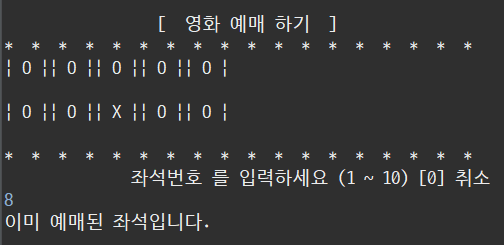 [ 영화 예매 하기 ]
* * * * * * * * * * * * * * * * * *
¦ O ¦¦ O ¦¦ O ¦¦ O ¦¦ O ¦
¦ O ¦¦ O ¦¦ X ¦¦ O ¦¦ O ¦
* * * * * * * * * * * * * * * * * *
좌석번호 를 입력하세요 (1 ~ 10) [0] 취소
8
이미 예매된 좌석입니다.